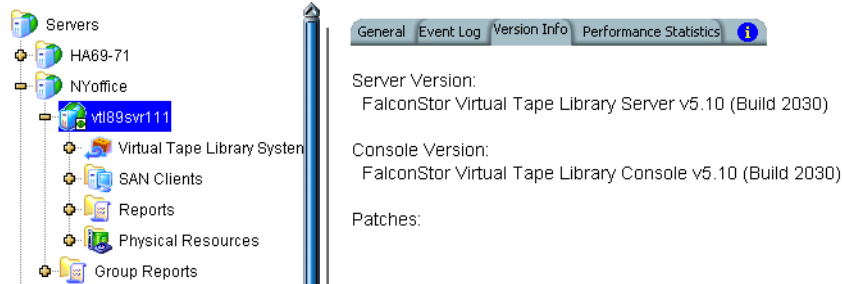 Servers
HA69-71
NYoffice
vtl89svr111
Virtual Tape Library System
SAN Clients
Reports
Physical Resources
Group Reports
General Event Log Version Info Performance Statistics i
Server Version:
FalconStor Virtual Tape Library Server v5.10 (Build 2030)
Console Version:
FalconStor Virtual Tape Library Console v5.10 (Build 2030)
Patches: